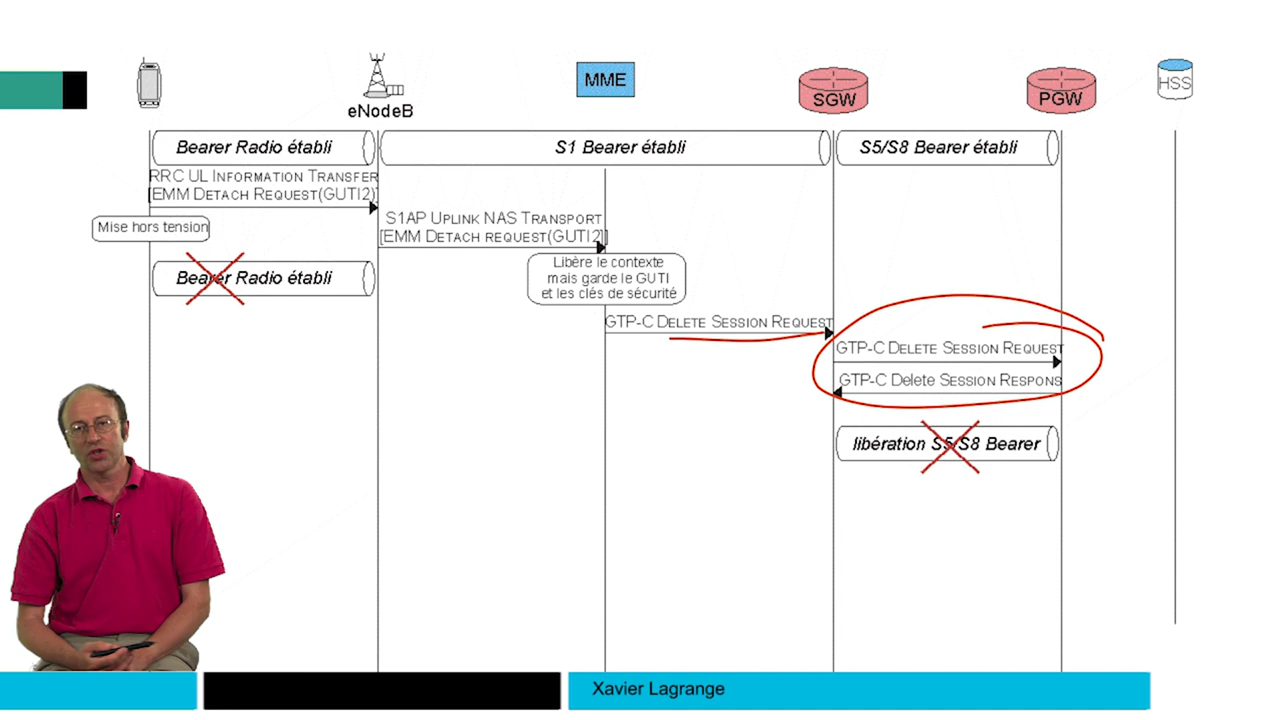 MME
SGW
PGW
HSS
eNodeB
Bearer Radio établi
S1 Bearer établi
S5/S8 Bearer établi
RRC UL INFORMATION TRANSFER
[EMM DETACH REQUEST(GUTI2)]
Mise hors tension
S1AP UPLINK NAS TRANSPORT
[EMM DETACH REQUEST(GUTI2)]
Libère le contexte
mais garde le GUTI
et les clés de sécurité
Bearer Radio établi
GTP-C DELETE SESSION REQUEST
GTP-C DELETE SESSION REQUEST
GTP-C Delete SESSION RESPONS
libération S5/S8 Bearer
Xavier Lagrange